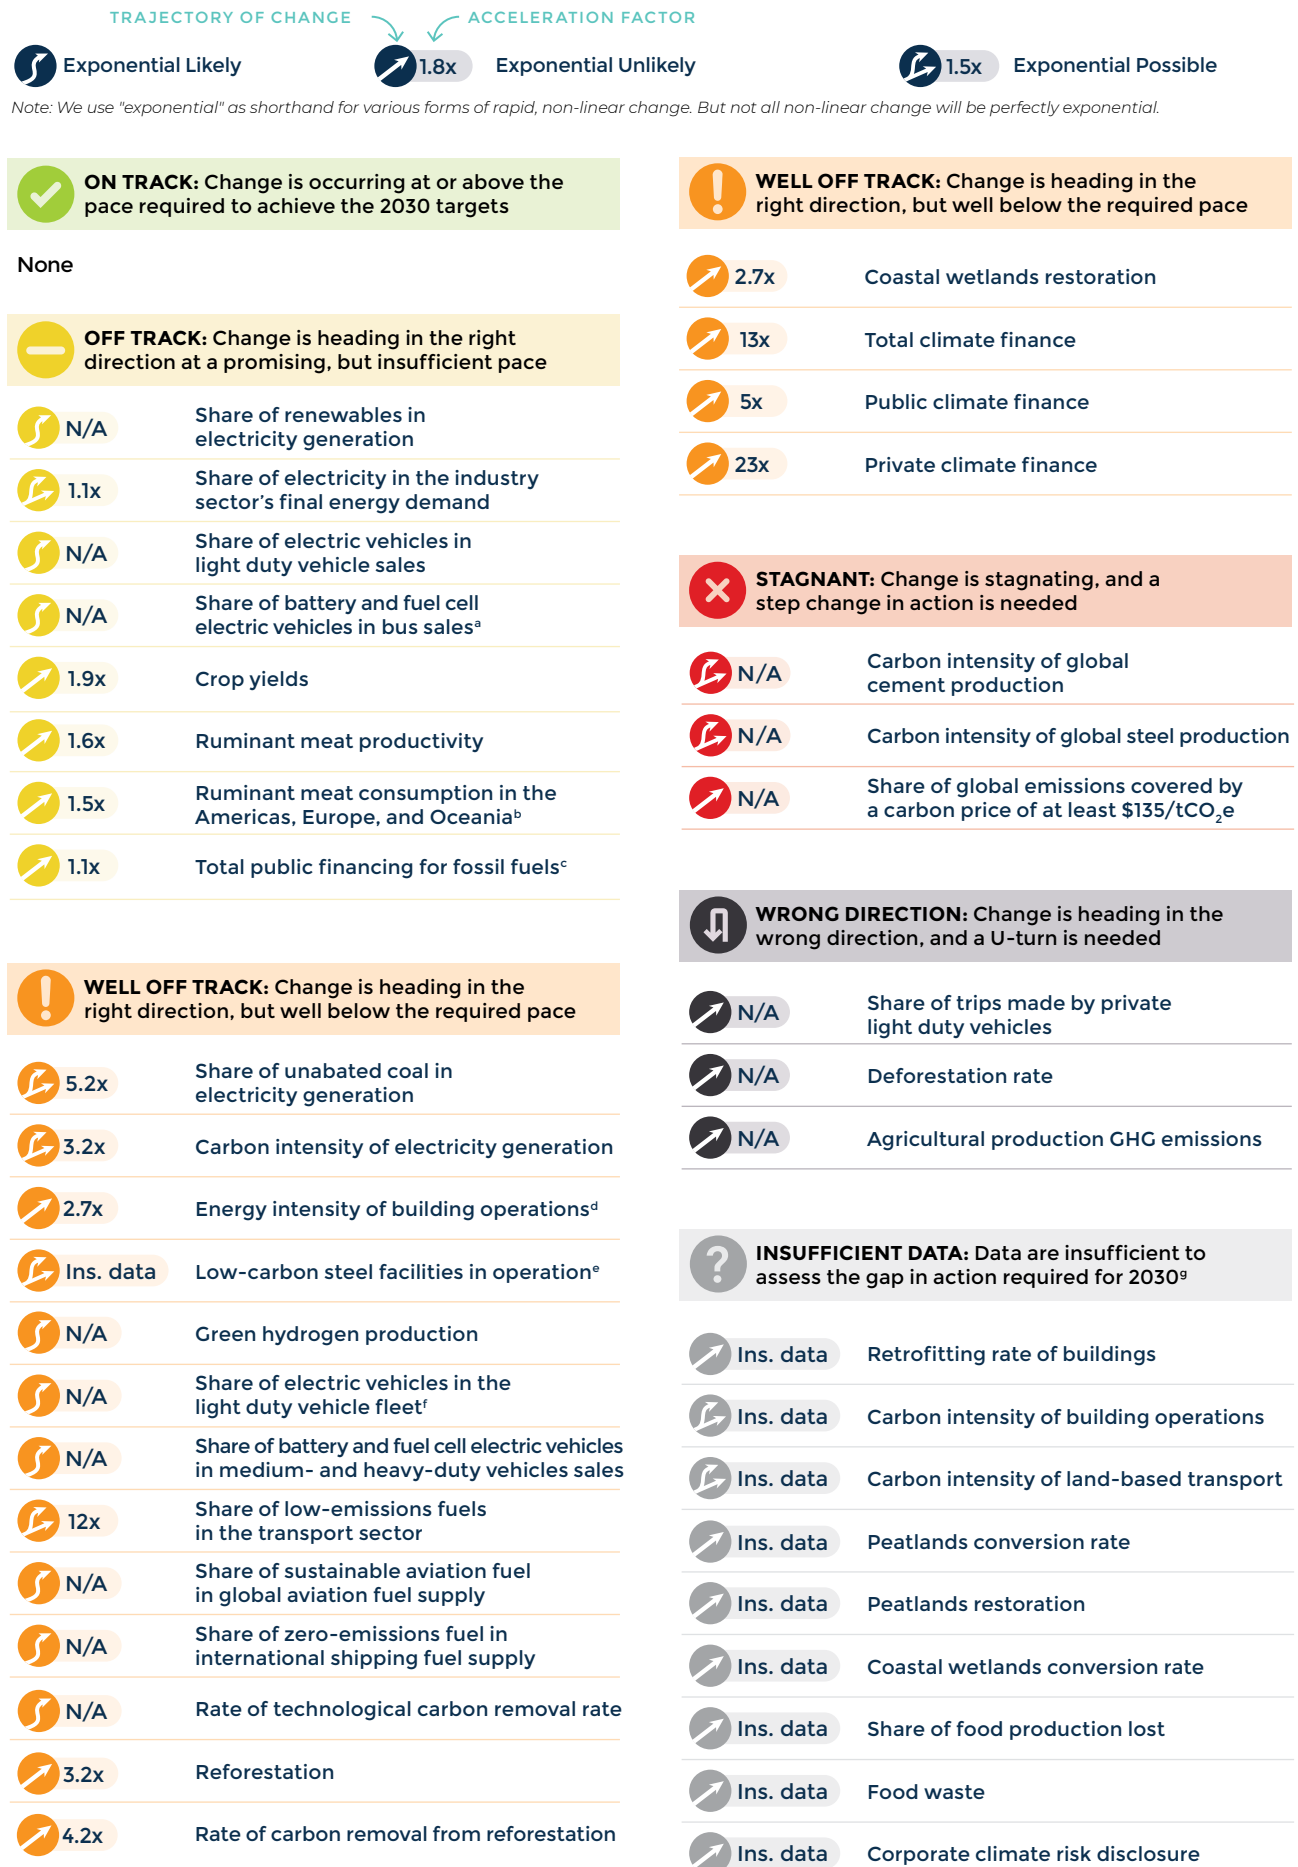 TRAJECTORY OF CHANGE
ACCELERATION FACTOR
Exponential Likely
1.8x Exponential Unlikely
1.5x Exponential Possible
Note: We use "exponential" as shorthand for various forms of rapid, non-linear change. But not all non-linear change will be perfectly exponential.
ON TRACK: Change is occurring at or above the
pace required to achieve the 2030 targets
None
OFF TRACK: Change is heading in the right
direction at a promising, but insufficient pace
N/A
Share of renewables in
electricity generation
1.1x
Share of electricity in the industry
sector's final energy demand
N/A
Share of electric vehicles in
light duty vehicle sales
N/A
Share of battery and fuel cell
electric vehicles in bus salesᵃ
1.9x Crop yields
1.6x Ruminant meat productivity
1.5x
Ruminant meat consumption in the
Americas, Europe, and Oceaniaᵇ
1.1x Total public financing for fossil fuelsᶜ
WELL OFF TRACK: Change is heading in the
right direction, but well below the required pace
5.2x
Share of unabated coal in
electricity generation
3.2x Carbon intensity of electricity generation
2.7x Energy intensity of building operationsᵈ
Ins. data Low-carbon steel facilities in operationᵉ
N/A Green hydrogen production
N/A
Share of electric vehicles in the
light duty vehicle fleetᶠ
N/A
Share of battery and fuel cell electric vehicles
in medium- and heavy-duty vehicles sales
12x
Share of low-emissions fuels
in the transport sector
N/A
Share of sustainable aviation fuel
in global aviation fuel supply
N/A
Share of zero-emissions fuel in
international shipping fuel supply
N/A Rate of technological carbon removal rate
3.2x Reforestation
4.2x Rate of carbon removal from reforestation
WELL OFF TRACK: Change is heading in the
right direction, but well below the required pace
2.7x Coastal wetlands restoration
13x Total climate finance
5x Public climate finance
23x Private climate finance
STAGNANT: Change is stagnating, and a
step change in action is needed
N/A
Carbon intensity of global
cement production
N/A Carbon intensity of global steel production
N/A
Share of global emissions covered by
a carbon price of at least $135/tCO₂e
WRONG DIRECTION: Change is heading in the
wrong direction, and a U-turn is needed
N/A
Share of trips made by private
light duty vehicles
N/A Deforestation rate
N/A Agricultural production GHG emissions
INSUFFICIENT DATA: Data are insufficient to
assess the gap in action required for 2030ᵍ
Ins. data Retrofitting rate of buildings
Ins. data Carbon intensity of building operations
Ins. data Carbon intensity of land-based transport
Ins. data Peatlands conversion rate
Ins. data Peatlands restoration
Ins. data Coastal wetlands conversion rate
Ins. data Share of food production lost
Ins. data Food waste
Ins. data Corporate climate risk disclosure